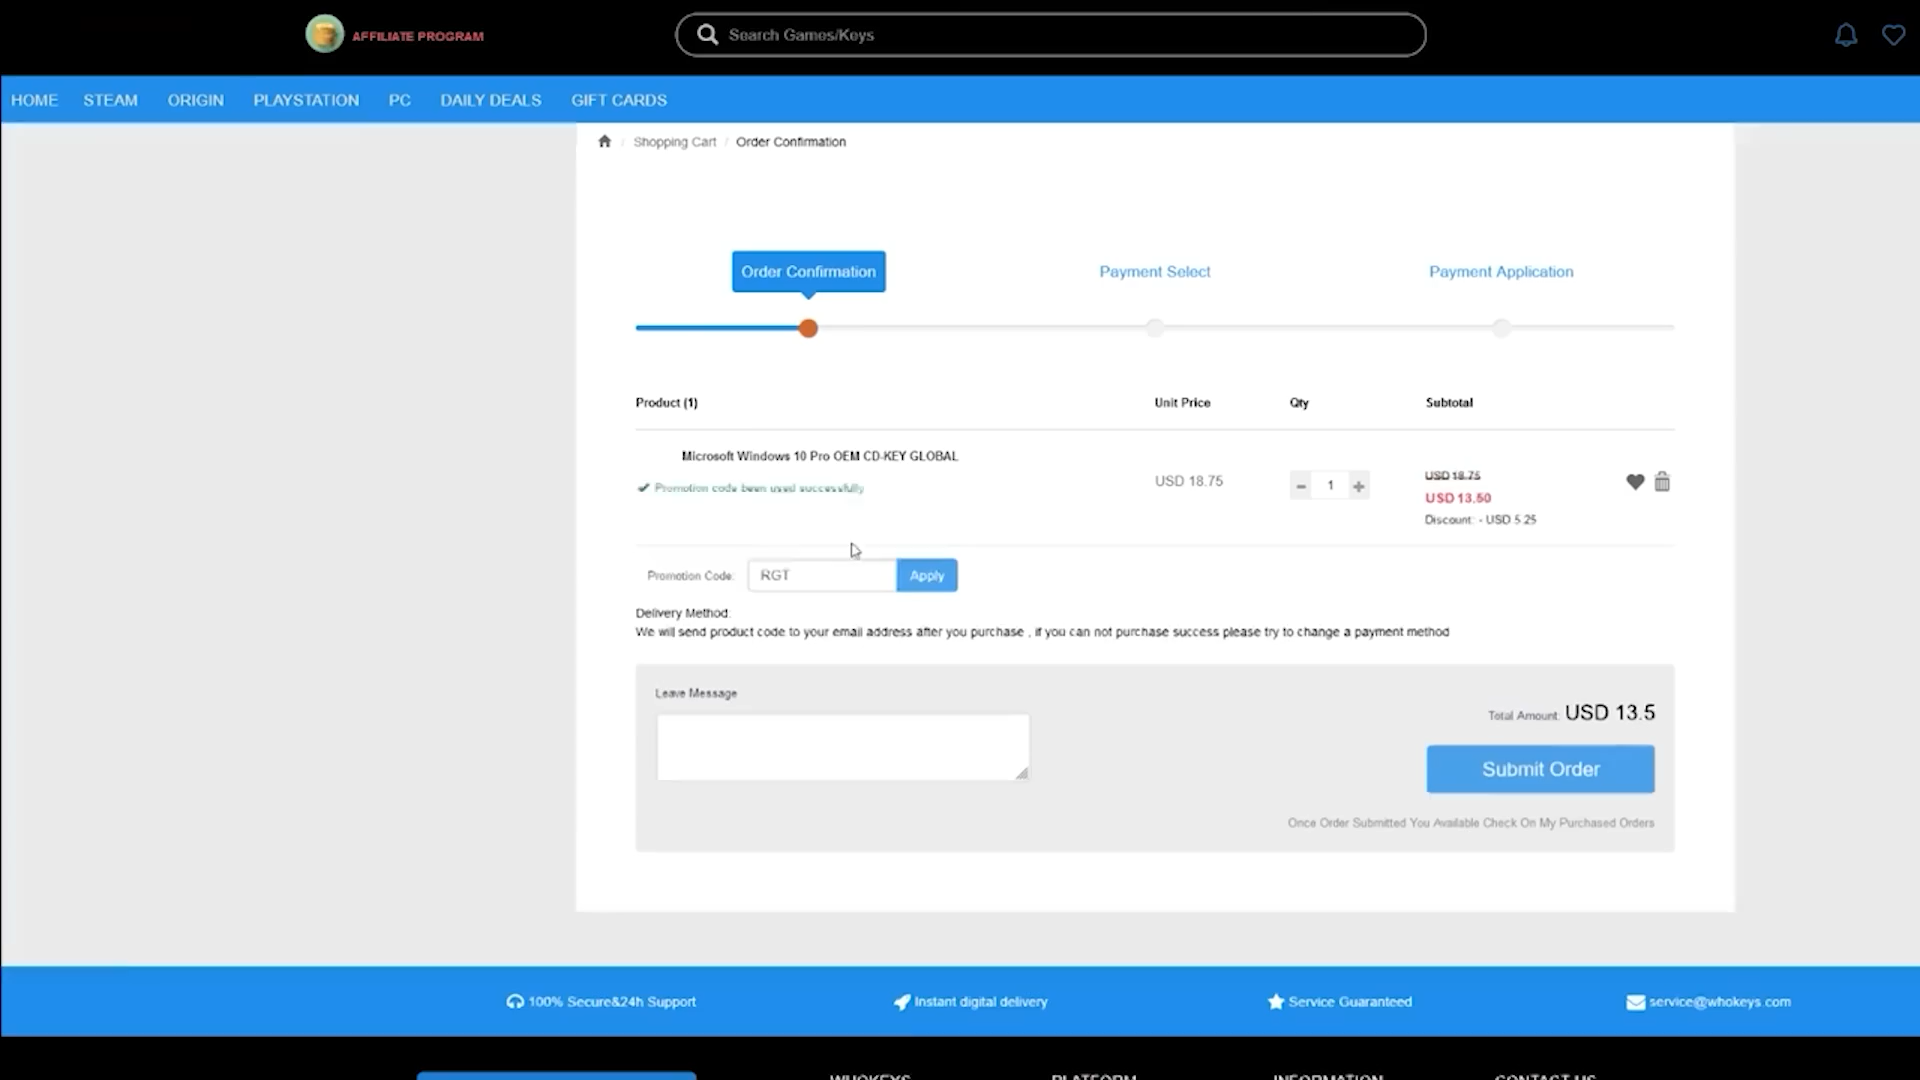 AFFILIATE PROGRAM
Search Games/Keys
HOME STEAM ORIGIN PLAYSTATION PC DAILY DEALS GIFT CARDS
/ Shopping Cart / Order Confirmation
Order Confirmation Payment Select Payment Application
Product (1) Unit Price Qty Subtotal
Microsoft Windows 10 Pro OEM CD-KEY GLOBAL
Promotion code been used successfully
USD 18.75
− 1 +
USD 18.75
USD 13.50
Discount: - USD 5.25
Promotion Code: RGT Apply
Delivery Method:
We will send product code to your email address after you purchase , if you can not purchase success please try to change a payment method
Leave Message
Total Amount: USD 13.5
Submit Order
Once Order Submitted You Available Check On My Purchased Orders
100% Secure&24h Support Instant digital delivery Service Guaranteed service@whokeys.com
WHOKEYS PLATFORM INFORMATION CONTACT US